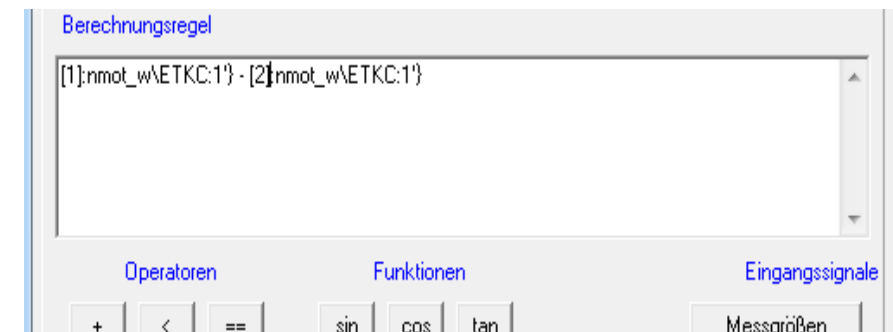 Berechnungsregel
[1]:nmot_w\ETKC:1'} - [2]:nmot_w\ETKC:1'}
Operatoren Funktionen Eingangssignale
+ < == sin cos tan Messgrößen